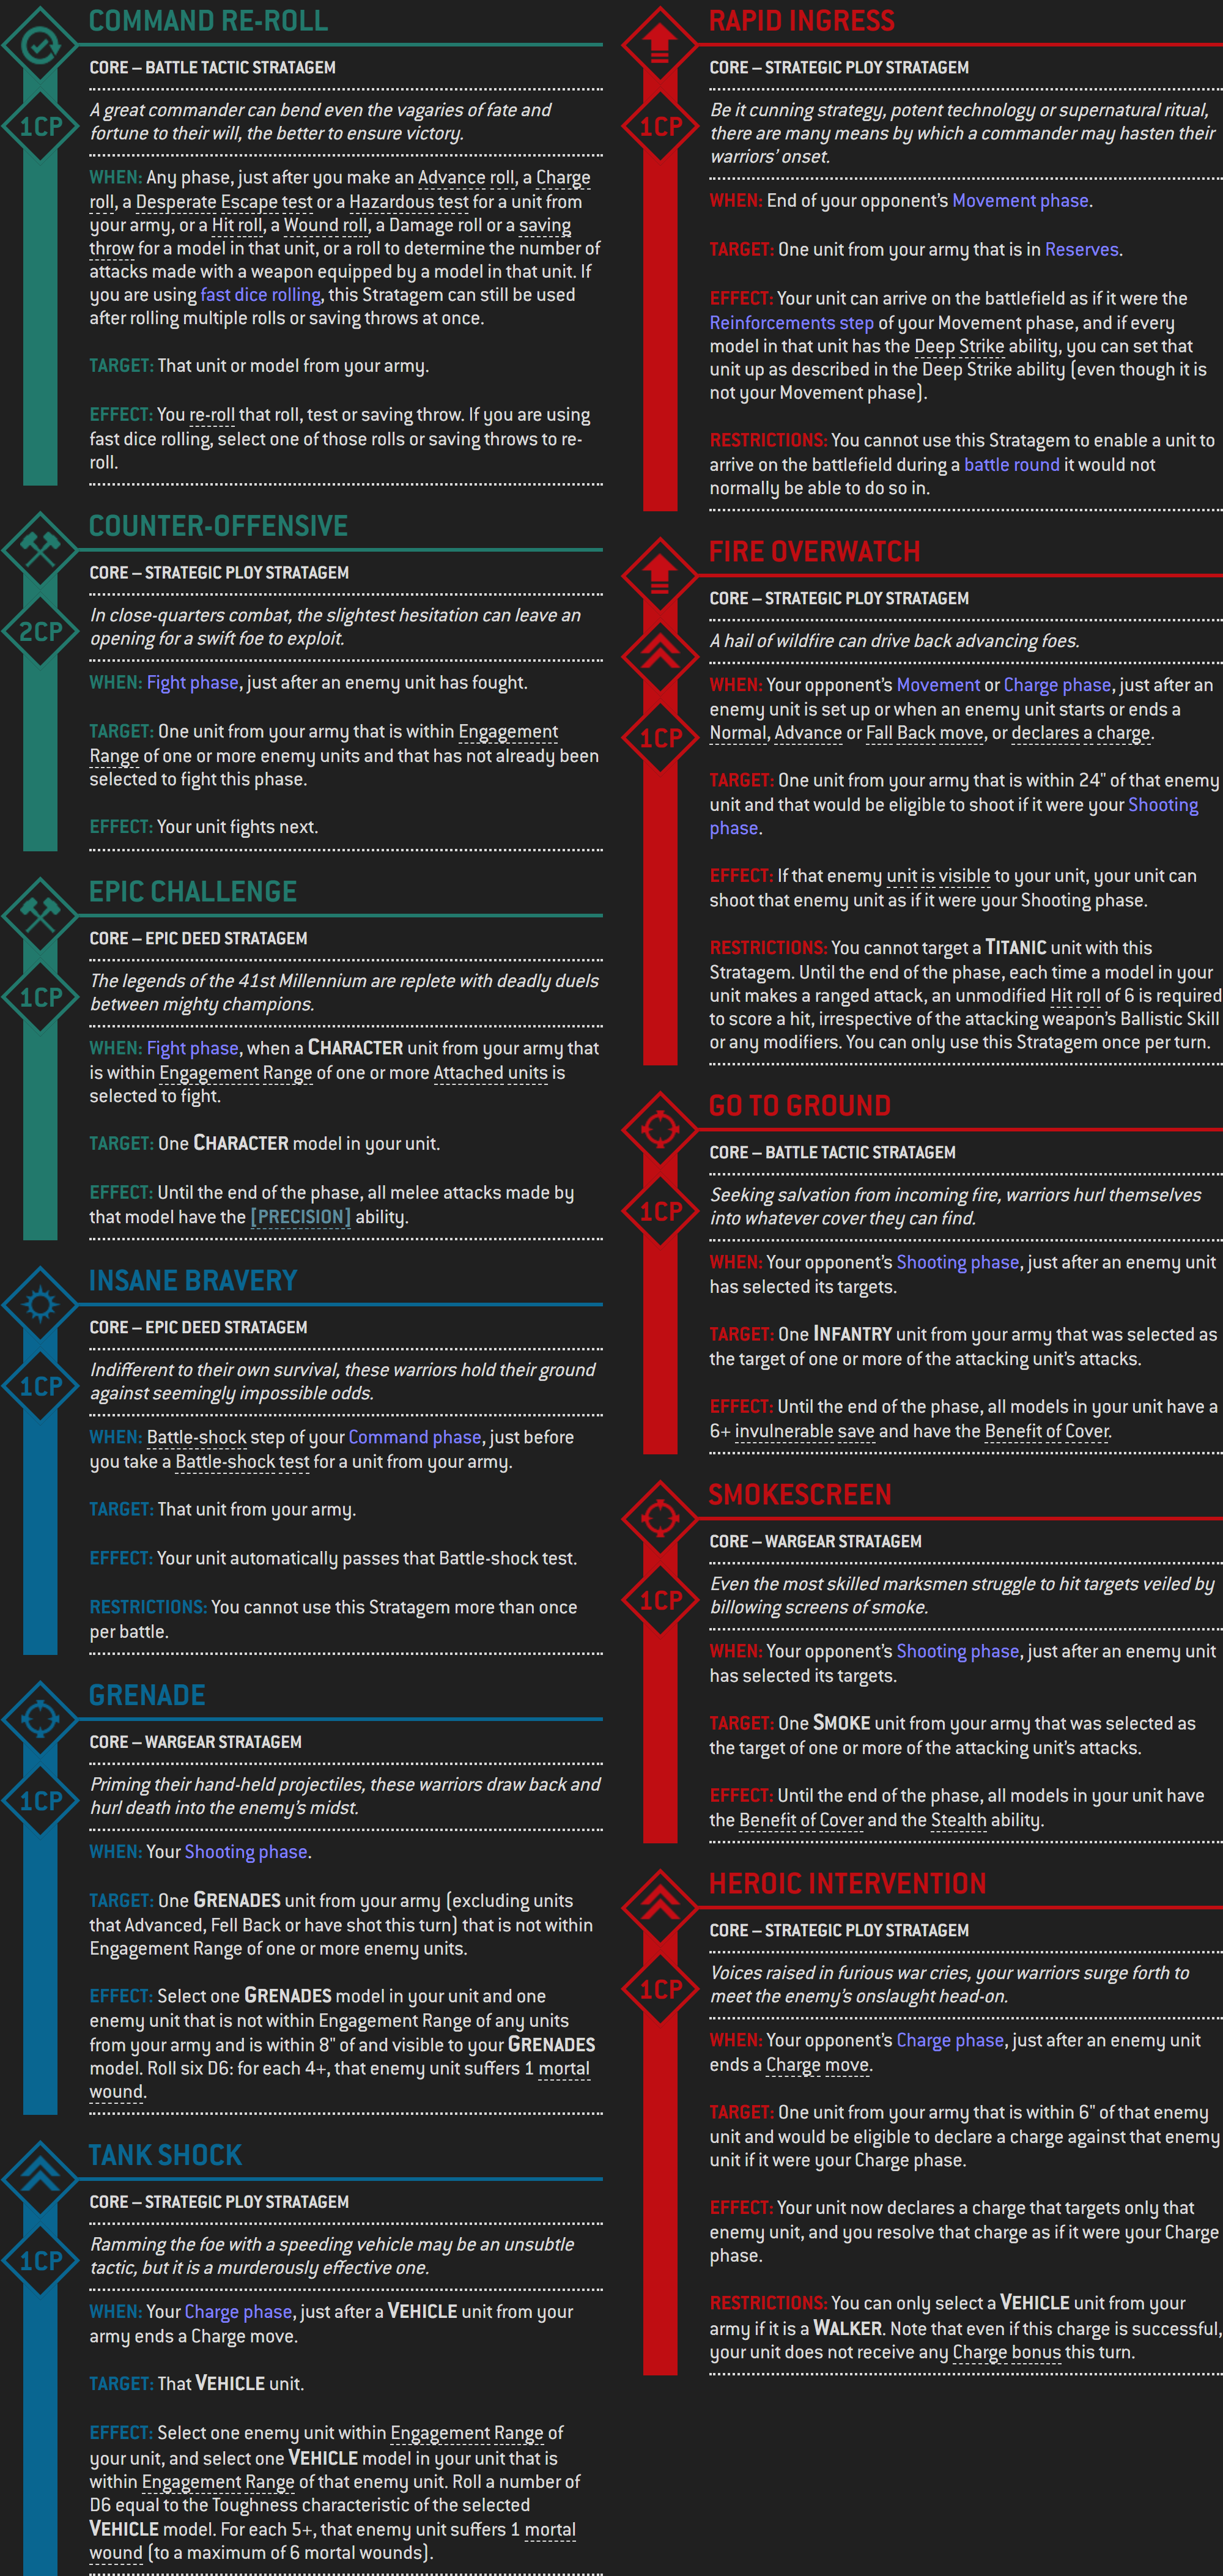 COMMAND RE-ROLL
CORE – BATTLE TACTIC STRATAGEM
1CP
A great commander can bend even the vagaries of fate and
fortune to their will, the better to ensure victory.
WHEN: Any phase, just after you make an Advance roll, a Charge
roll, a Desperate Escape test or a Hazardous test for a unit from
your army, or a Hit roll, a Wound roll, a Damage roll or a saving
throw for a model in that unit, or a roll to determine the number of
attacks made with a weapon equipped by a model in that unit. If
you are using fast dice rolling, this Stratagem can still be used
after rolling multiple rolls or saving throws at once.
TARGET: That unit or model from your army.
EFFECT: You re-roll that roll, test or saving throw. If you are using
fast dice rolling, select one of those rolls or saving throws to re-
roll.
COUNTER-OFFENSIVE
CORE – STRATEGIC PLOY STRATAGEM
2CP
In close-quarters combat, the slightest hesitation can leave an
opening for a swift foe to exploit.
WHEN: Fight phase, just after an enemy unit has fought.
TARGET: One unit from your army that is within Engagement
Range of one or more enemy units and that has not already been
selected to fight this phase.
EFFECT: Your unit fights next.
EPIC CHALLENGE
CORE – EPIC DEED STRATAGEM
1CP
The legends of the 41st Millennium are replete with deadly duels
between mighty champions.
WHEN: Fight phase, when a CHARACTER unit from your army that
is within Engagement Range of one or more Attached units is
selected to fight.
TARGET: One CHARACTER model in your unit.
EFFECT: Until the end of the phase, all melee attacks made by
that model have the [PRECISION] ability.
INSANE BRAVERY
CORE – EPIC DEED STRATAGEM
1CP
Indifferent to their own survival, these warriors hold their ground
against seemingly impossible odds.
WHEN: Battle-shock step of your Command phase, just before
you take a Battle-shock test for a unit from your army.
TARGET: That unit from your army.
EFFECT: Your unit automatically passes that Battle-shock test.
RESTRICTIONS: You cannot use this Stratagem more than once
per battle.
GRENADE
CORE – WARGEAR STRATAGEM
1CP
Priming their hand-held projectiles, these warriors draw back and
hurl death into the enemy's midst.
WHEN: Your Shooting phase.
TARGET: One GRENADES unit from your army (excluding units
that Advanced, Fell Back or have shot this turn) that is not within
Engagement Range of one or more enemy units.
EFFECT: Select one GRENADES model in your unit and one
enemy unit that is not within Engagement Range of any units
from your army and is within 8" of and visible to your GRENADES
model. Roll six D6: for each 4+, that enemy unit suffers 1 mortal
wound.
TANK SHOCK
CORE – STRATEGIC PLOY STRATAGEM
1CP
Ramming the foe with a speeding vehicle may be an unsubtle
tactic, but it is a murderously effective one.
WHEN: Your Charge phase, just after a VEHICLE unit from your
army ends a Charge move.
TARGET: That VEHICLE unit.
EFFECT: Select one enemy unit within Engagement Range of
your unit, and select one VEHICLE model in your unit that is
within Engagement Range of that enemy unit. Roll a number of
D6 equal to the Toughness characteristic of the selected
VEHICLE model. For each 5+, that enemy unit suffers 1 mortal
wound (to a maximum of 6 mortal wounds).
RAPID INGRESS
CORE – STRATEGIC PLOY STRATAGEM
1CP
Be it cunning strategy, potent technology or supernatural ritual,
there are many means by which a commander may hasten their
warriors' onset.
WHEN: End of your opponent's Movement phase.
TARGET: One unit from your army that is in Reserves.
EFFECT: Your unit can arrive on the battlefield as if it were the
Reinforcements step of your Movement phase, and if every
model in that unit has the Deep Strike ability, you can set that
unit up as described in the Deep Strike ability (even though it is
not your Movement phase).
RESTRICTIONS: You cannot use this Stratagem to enable a unit to
arrive on the battlefield during a battle round it would not
normally be able to do so in.
FIRE OVERWATCH
CORE – STRATEGIC PLOY STRATAGEM
1CP
A hail of wildfire can drive back advancing foes.
WHEN: Your opponent's Movement or Charge phase, just after an
enemy unit is set up or when an enemy unit starts or ends a
Normal, Advance or Fall Back move, or declares a charge.
TARGET: One unit from your army that is within 24" of that enemy
unit and that would be eligible to shoot if it were your Shooting
phase.
EFFECT: If that enemy unit is visible to your unit, your unit can
shoot that enemy unit as if it were your Shooting phase.
RESTRICTIONS: You cannot target a TITANIC unit with this
Stratagem. Until the end of the phase, each time a model in your
unit makes a ranged attack, an unmodified Hit roll of 6 is required
to score a hit, irrespective of the attacking weapon's Ballistic Skill
or any modifiers. You can only use this Stratagem once per turn.
GO TO GROUND
CORE – BATTLE TACTIC STRATAGEM
1CP
Seeking salvation from incoming fire, warriors hurl themselves
into whatever cover they can find.
WHEN: Your opponent's Shooting phase, just after an enemy unit
has selected its targets.
TARGET: One INFANTRY unit from your army that was selected as
the target of one or more of the attacking unit's attacks.
EFFECT: Until the end of the phase, all models in your unit have a
6+ invulnerable save and have the Benefit of Cover.
SMOKESCREEN
CORE – WARGEAR STRATAGEM
1CP
Even the most skilled marksmen struggle to hit targets veiled by
billowing screens of smoke.
WHEN: Your opponent's Shooting phase, just after an enemy unit
has selected its targets.
TARGET: One SMOKE unit from your army that was selected as
the target of one or more of the attacking unit's attacks.
EFFECT: Until the end of the phase, all models in your unit have
the Benefit of Cover and the Stealth ability.
HEROIC INTERVENTION
CORE – STRATEGIC PLOY STRATAGEM
1CP
Voices raised in furious war cries, your warriors surge forth to
meet the enemy's onslaught head-on.
WHEN: Your opponent's Charge phase, just after an enemy unit
ends a Charge move.
TARGET: One unit from your army that is within 6" of that enemy
unit and would be eligible to declare a charge against that enemy
unit if it were your Charge phase.
EFFECT: Your unit now declares a charge that targets only that
enemy unit, and you resolve that charge as if it were your Charge
phase.
RESTRICTIONS: You can only select a VEHICLE unit from your
army if it is a WALKER. Note that even if this charge is successful,
your unit does not receive any Charge bonus this turn.